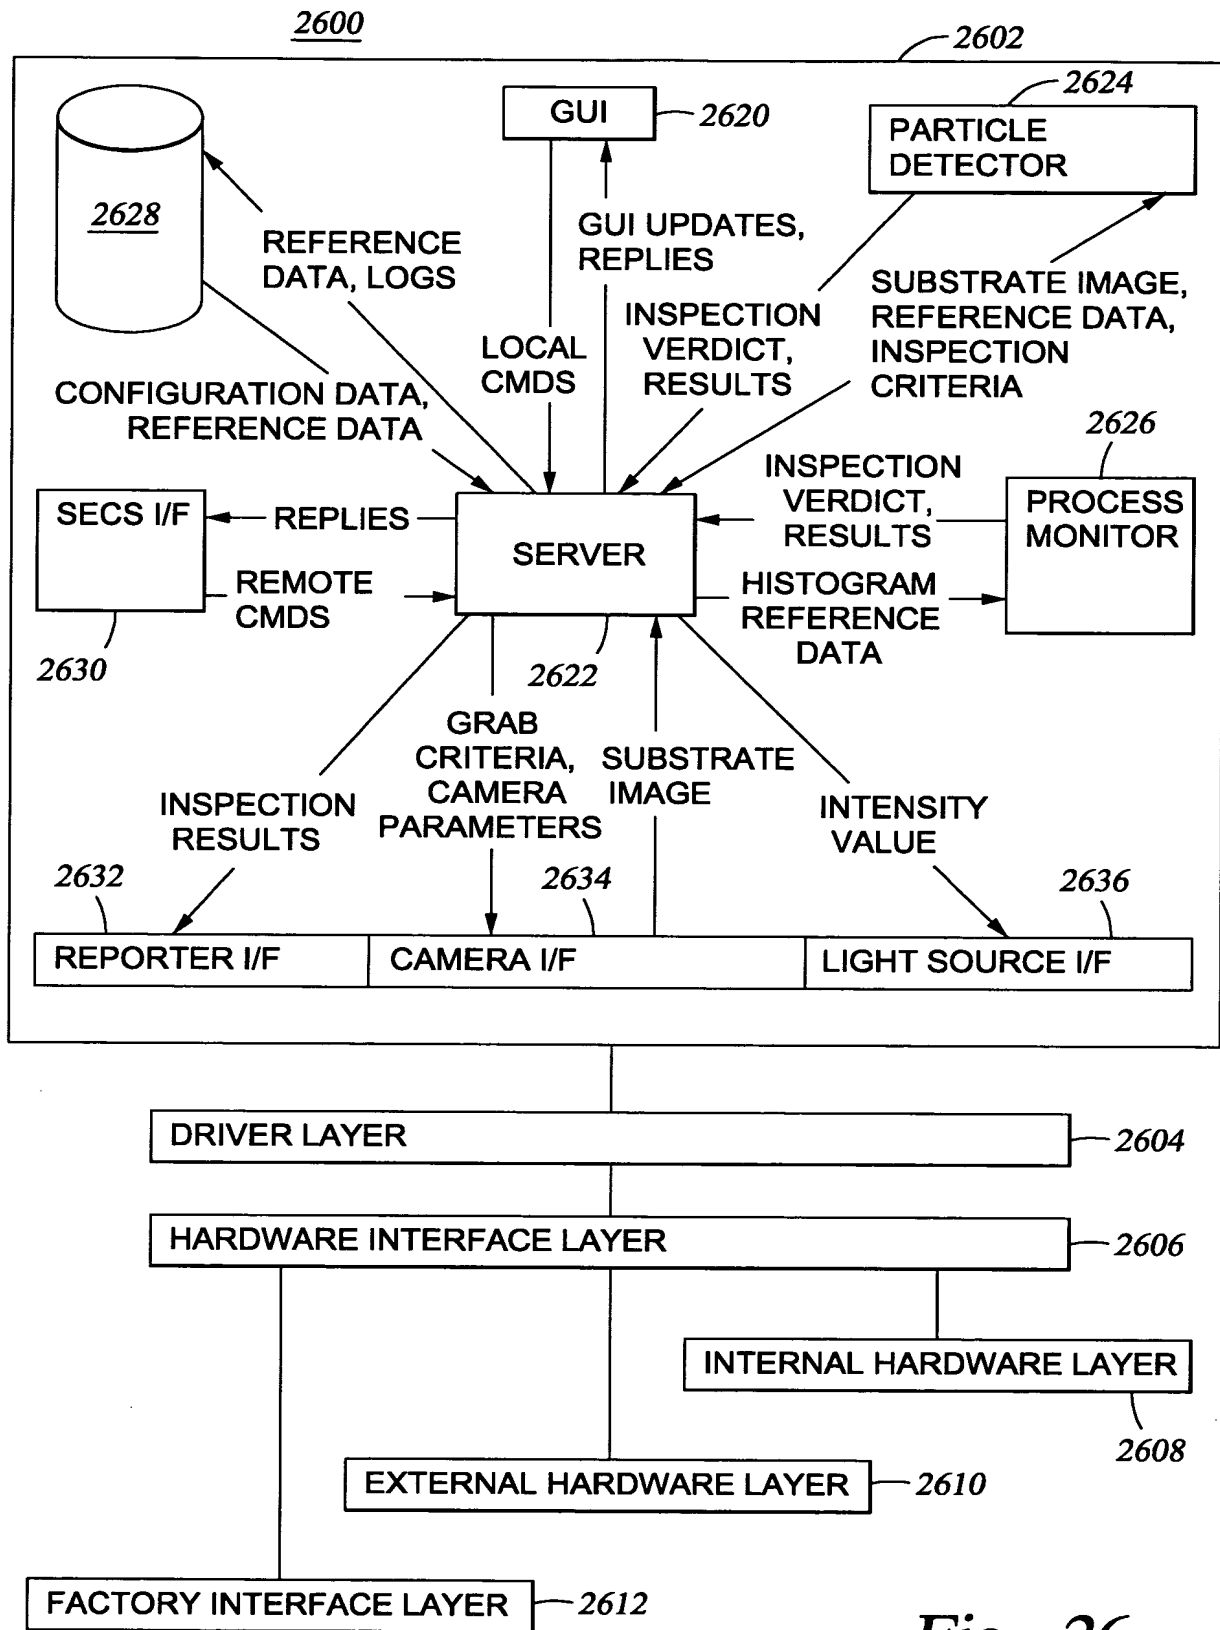 2600
2602
2624
GUI
2620
PARTICLE
DETECTOR
2628
REFERENCE
DATA, LOGS
GUI UPDATES,
REPLIES
SUBSTRATE IMAGE,
REFERENCE DATA,
INSPECTION
CRITERIA
INSPECTION
VERDICT,
RESULTS
LOCAL
CMDS
CONFIGURATION DATA,
REFERENCE DATA
2626
INSPECTION
VERDICT,
RESULTS
PROCESS
MONITOR
SECS I/F
REPLIES
SERVER
REMOTE
CMDS
HISTOGRAM
REFERENCE
DATA
2630
2622
GRAB
CRITERIA,
CAMERA
PARAMETERS
SUBSTRATE
IMAGE
INSPECTION
RESULTS
INTENSITY
VALUE
2632
2634
2636
REPORTER I/F
CAMERA I/F
LIGHT SOURCE I/F
DRIVER LAYER
2604
HARDWARE INTERFACE LAYER
2606
INTERNAL HARDWARE LAYER
2608
EXTERNAL HARDWARE LAYER
2610
FACTORY INTERFACE LAYER
2612
Fig. 26